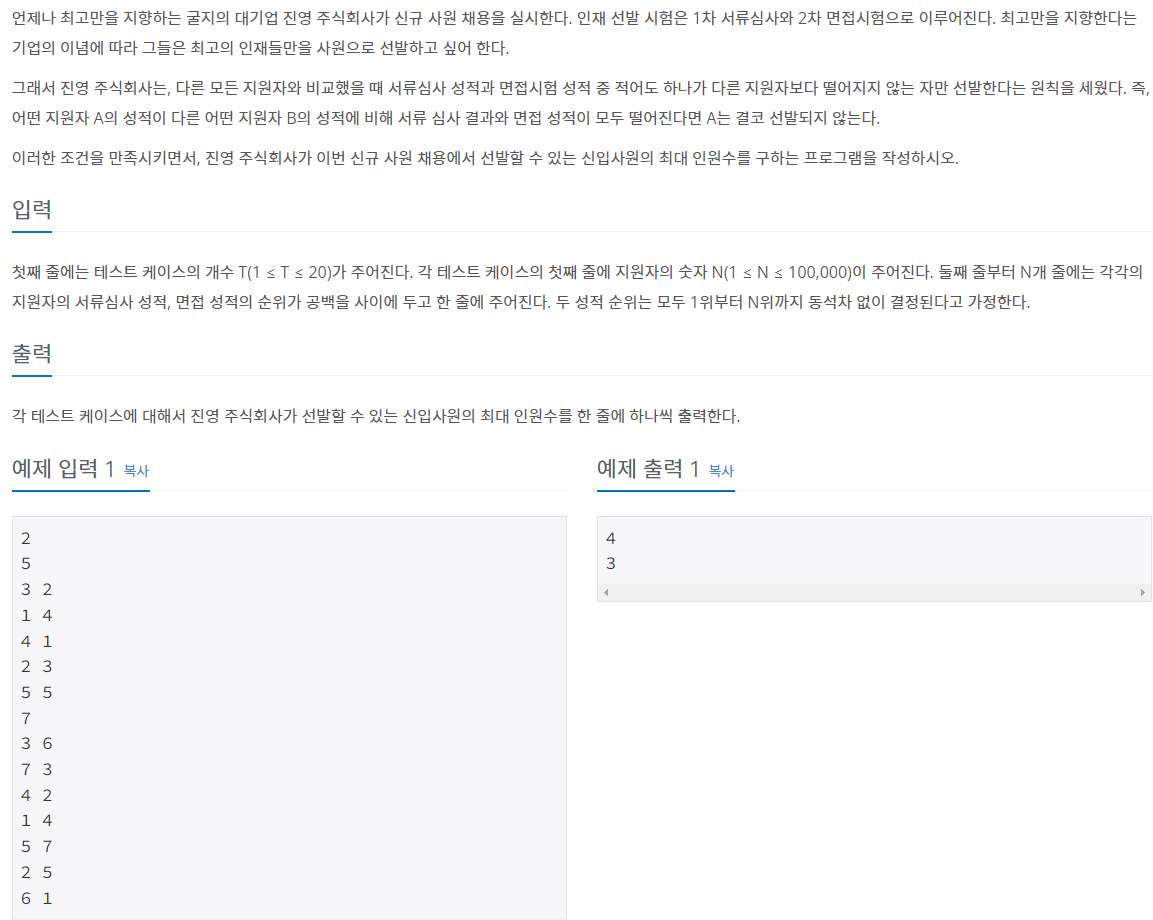 언제나 최고만을 지향하는 굴지의 대기업 진영 주식회사가 신규 사원 채용을 실시한다. 인재 선발 시험은 1차 서류심사와 2차 면접시험으로 이루어진다. 최고만을 지향한다는
기업의 이념에 따라 그들은 최고의 인재들만을 사원으로 선발하고 싶어 한다.
그래서 진영 주식회사는, 다른 모든 지원자와 비교했을 때 서류심사 성적과 면접시험 성적 중 적어도 하나가 다른 지원자보다 떨어지지 않는 자만 선발한다는 원칙을 세웠다. 즉,
어떤 지원자 A의 성적이 다른 어떤 지원자 B의 성적에 비해 서류 심사 결과와 면접 성적이 모두 떨어진다면 A는 결코 선발되지 않는다.
이러한 조건을 만족시키면서, 진영 주식회사가 이번 신규 사원 채용에서 선발할 수 있는 신입사원의 최대 인원수를 구하는 프로그램을 작성하시오.
입력
첫째 줄에는 테스트 케이스의 개수 T(1 ≤ T ≤ 20)가 주어진다. 각 테스트 케이스의 첫째 줄에 지원자의 숫자 N(1 ≤ N ≤ 100,000)이 주어진다. 둘째 줄부터 N개 줄에는 각각의
지원자의 서류심사 성적, 면접 성적의 순위가 공백을 사이에 두고 한 줄에 주어진다. 두 성적 순위는 모두 1위부터 N위까지 동석차 없이 결정된다고 가정한다.
출력
각 테스트 케이스에 대해서 진영 주식회사가 선발할 수 있는 신입사원의 최대 인원수를 한 줄에 하나씩 출력한다.
예제 입력 1 복사
2
5
3 2
1 4
4 1
2 3
5 5
7
3 6
7 3
4 2
1 4
5 7
2 5
6 1
예제 출력 1 복사
4
3